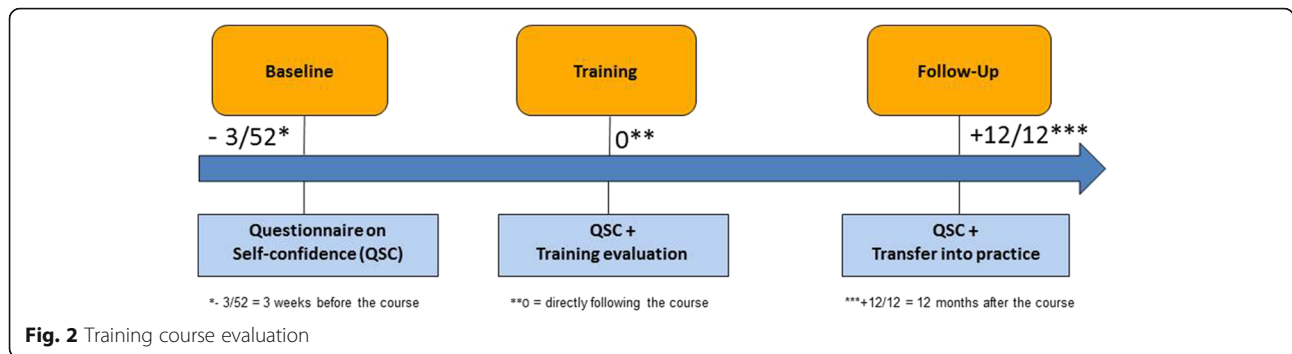 Baseline
Training
Follow-Up
- 3/52*
0**
+12/12***
Questionnaire on
Self-confidence (QSC)
QSC +
Training evaluation
QSC +
Transfer into practice
*- 3/52 = 3 weeks before the course
**0 = directly following the course
***+12/12 = 12 months after the course
Fig. 2 Training course evaluation